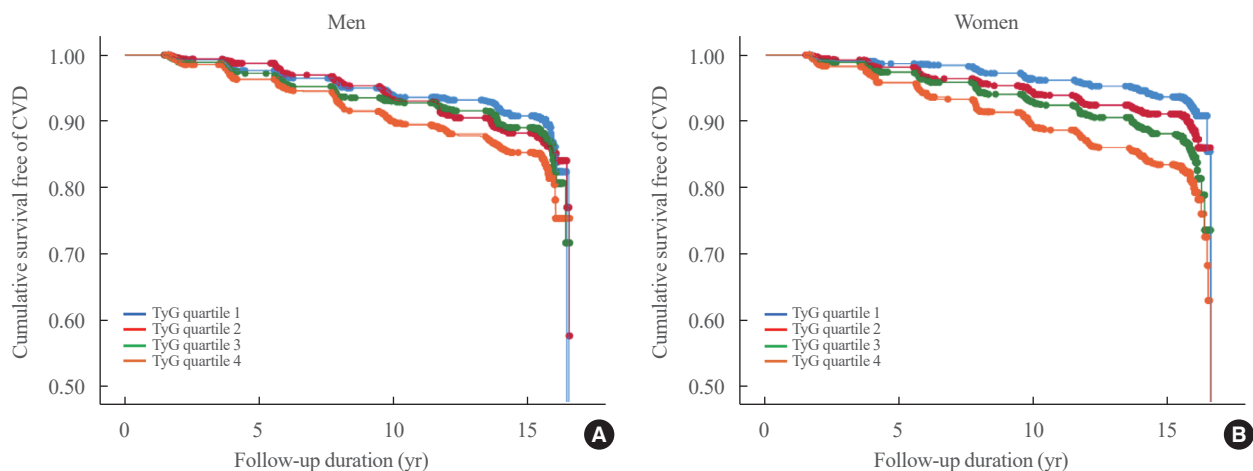 Men
Cumulative survival free of CVD
1.00
0.90
0.80
0.70
0.60
0.50
TyG quartile 1
TyG quartile 2
TyG quartile 3
TyG quartile 4
0 5 10 15
Follow-up duration (yr)
A
Women
Cumulative survival free of CVD
1.00
0.90
0.80
0.70
0.60
0.50
TyG quartile 1
TyG quartile 2
TyG quartile 3
TyG quartile 4
0 5 10 15
Follow-up duration (yr)
B